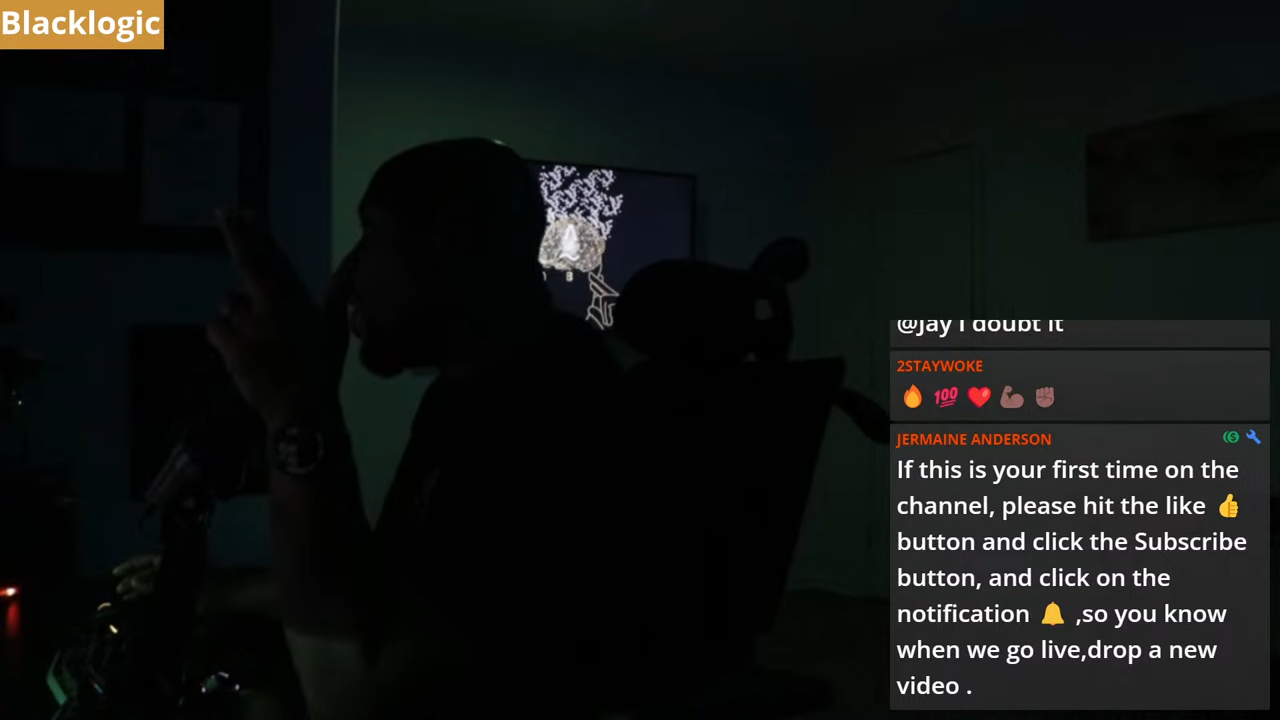 Blacklogic
@Jay I doubt it
2STAYWOKE
🔥 💯 ❤️ 💪🏾 ✊🏾
JERMAINE ANDERSON
If this is your first time on the
channel, please hit the like 👍
button and click the Subscribe
button, and click on the
notification 🔔 ,so you know
when we go live,drop a new
video .